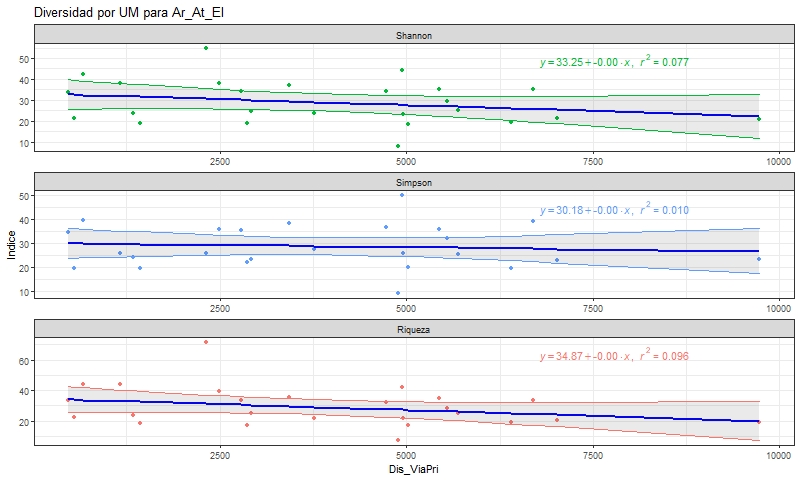 Diversidad por UM para Ar_At_El
Shannon
50
40
30
20
10
y = 33.25 + -0.00 · x,  r² = 0.077
2500
5000
7500
10000
Simpson
Indice
50
40
30
20
10
y = 30.18 + -0.00 · x,  r² = 0.010
2500
5000
7500
10000
Riqueza
60
40
20
y = 34.87 + -0.00 · x,  r² = 0.096
2500
5000
7500
10000
Dis_ViaPri